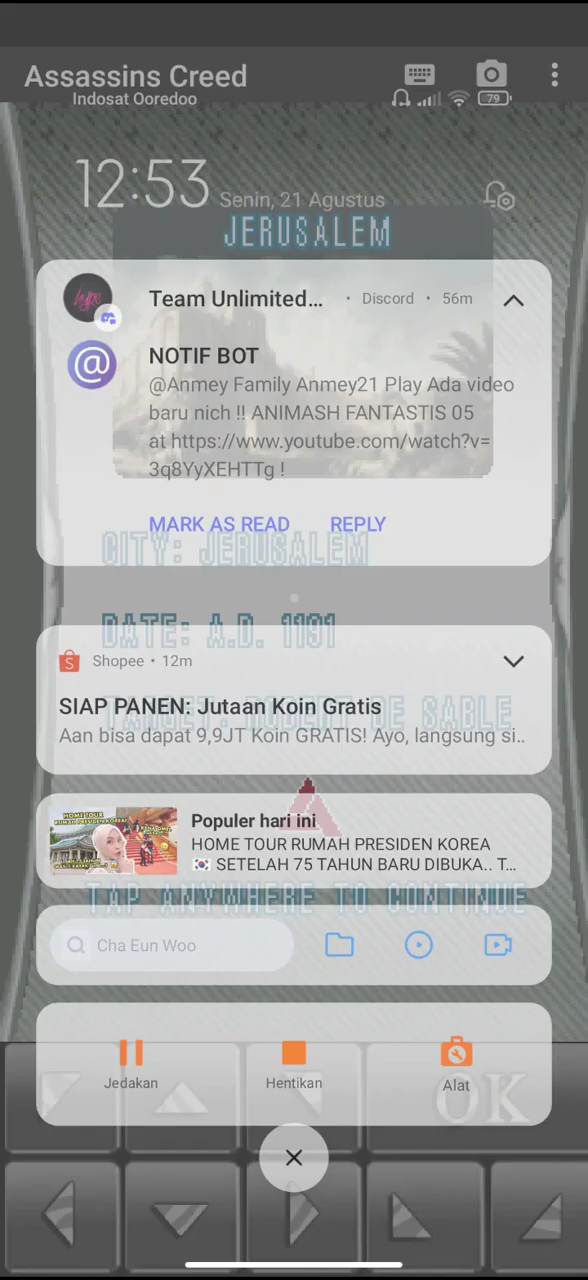 Assassins Creed
Indosat Ooredoo
79
12:53 Senin, 21 Agustus
JERUSALEM
hype
Team Unlimited... • Discord • 56m
@
NOTIF BOT
@Anmey Family Anmey21 Play Ada video
baru nich !! ANIMASH FANTASTIS 05
at https://www.youtube.com/watch?v=
3q8YyXEHTTg !
MARK AS READ REPLY
CITY: JERUSALEM
DATE: A.D. 1191
S Shopee • 12m
SIAP PANEN: Jutaan Koin Gratis
TARGET: ROBERT DE SABLE
Aan bisa dapat 9,9JT Koin GRATIS! Ayo, langsung si..
HOME TOUR
Populer hari ini
HOME TOUR RUMAH PRESIDEN KOREA
🇰🇷 SETELAH 75 TAHUN BARU DIBUKA.. T...
TAP ANYWHERE TO CONTINUE
Cha Eun Woo
Jedakan Hentikan Alat
OK